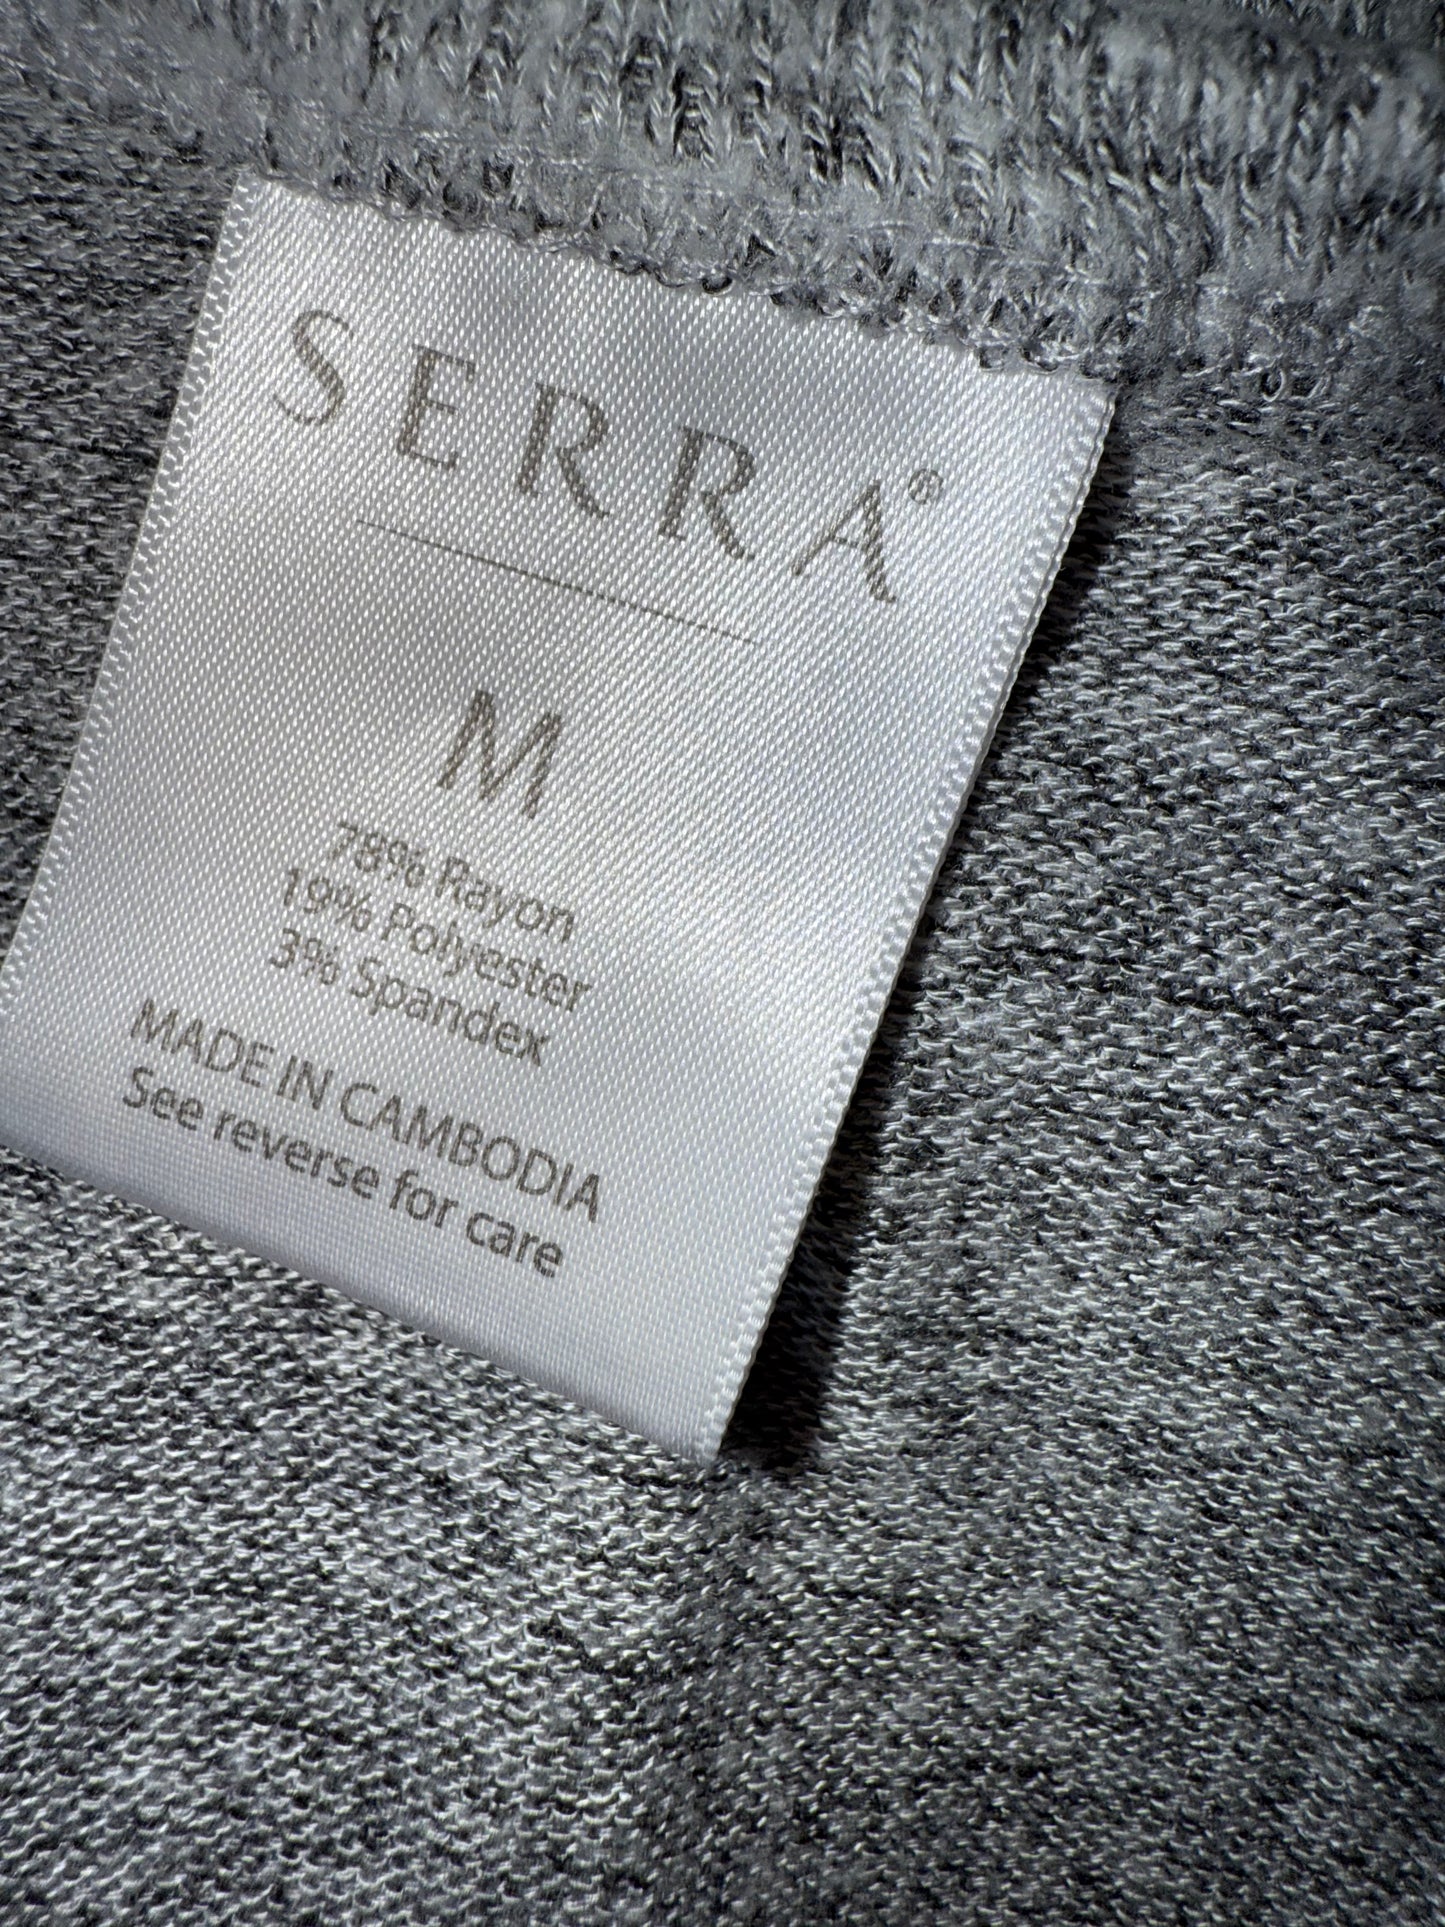 SERRA®
M
78% Rayon
19% Polyester
3% Spandex
MADE IN CAMBODIA
See reverse for care